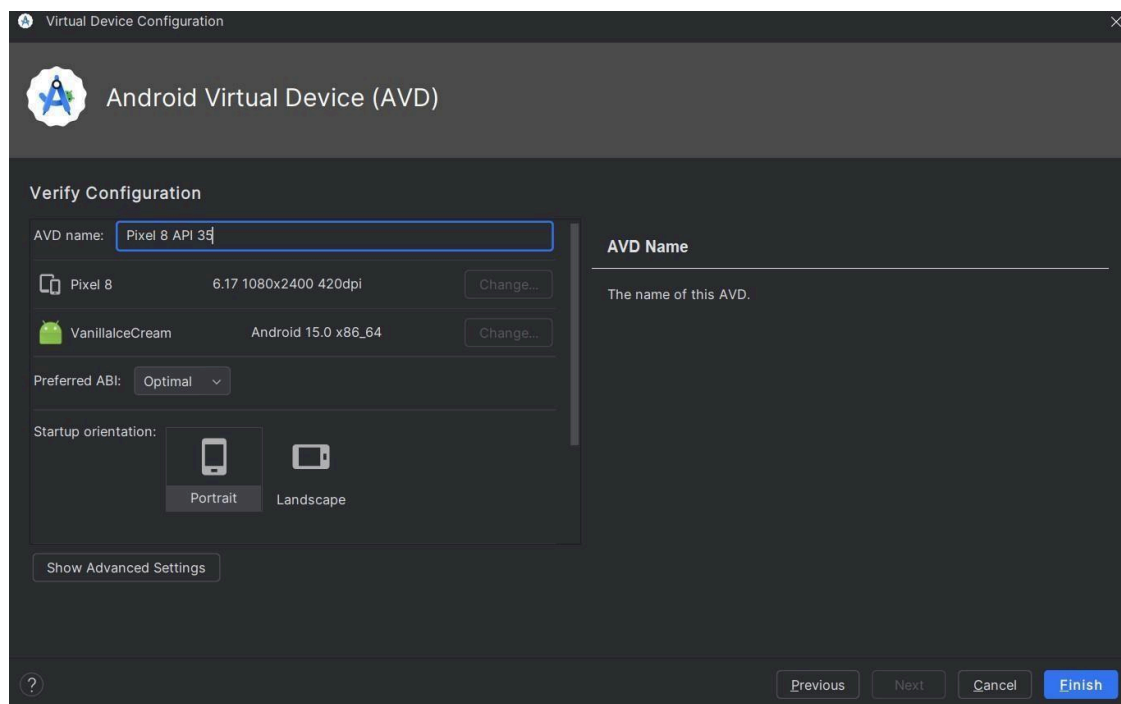 Virtual Device Configuration
Android Virtual Device (AVD)
Verify Configuration
AVD name: Pixel 8 API 35
Pixel 8 6.17 1080x2400 420dpi Change...
VanillaIceCream Android 15.0 x86_64 Change...
Preferred ABI: Optimal
Startup orientation:
Portrait Landscape
Show Advanced Settings
AVD Name
The name of this AVD.
? Previous Next Cancel Finish